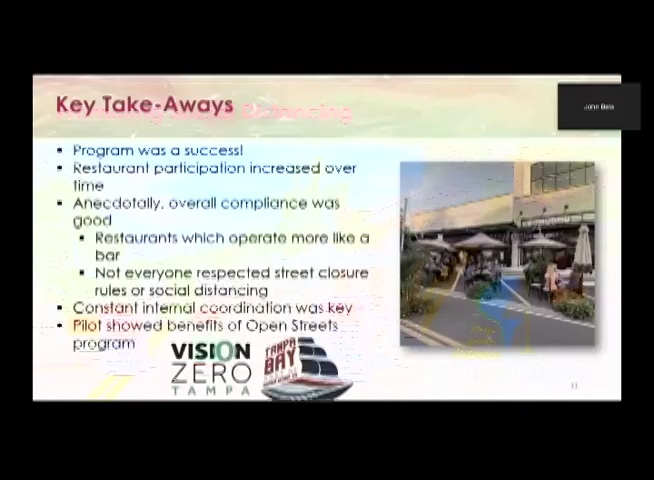 Key Take-Aways
John Bela
Program was a success!
Restaurant participation increased over
time
Anecdotally, overall compliance was
good
Restaurants which operate more like a
bar
Not everyone respected street closure
rules or social distancing
Constant internal coordination was key
Pilot showed benefits of Open Streets
program
VISION
ZERO
TAMPA
TAMPA
BAY
11